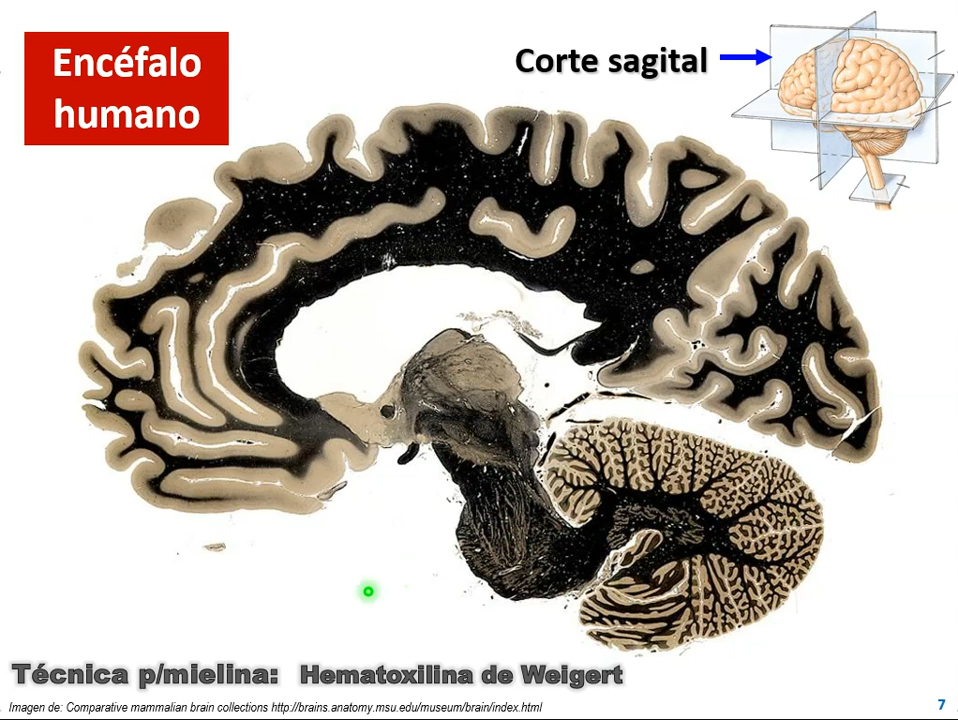 Encéfalo
humano
Corte sagital
Técnica p/mielina: Hematoxilina de Weigert
Imagen de: Comparative mammalian brain collections http://brains.anatomy.msu.edu/museum/brain/index.html
7